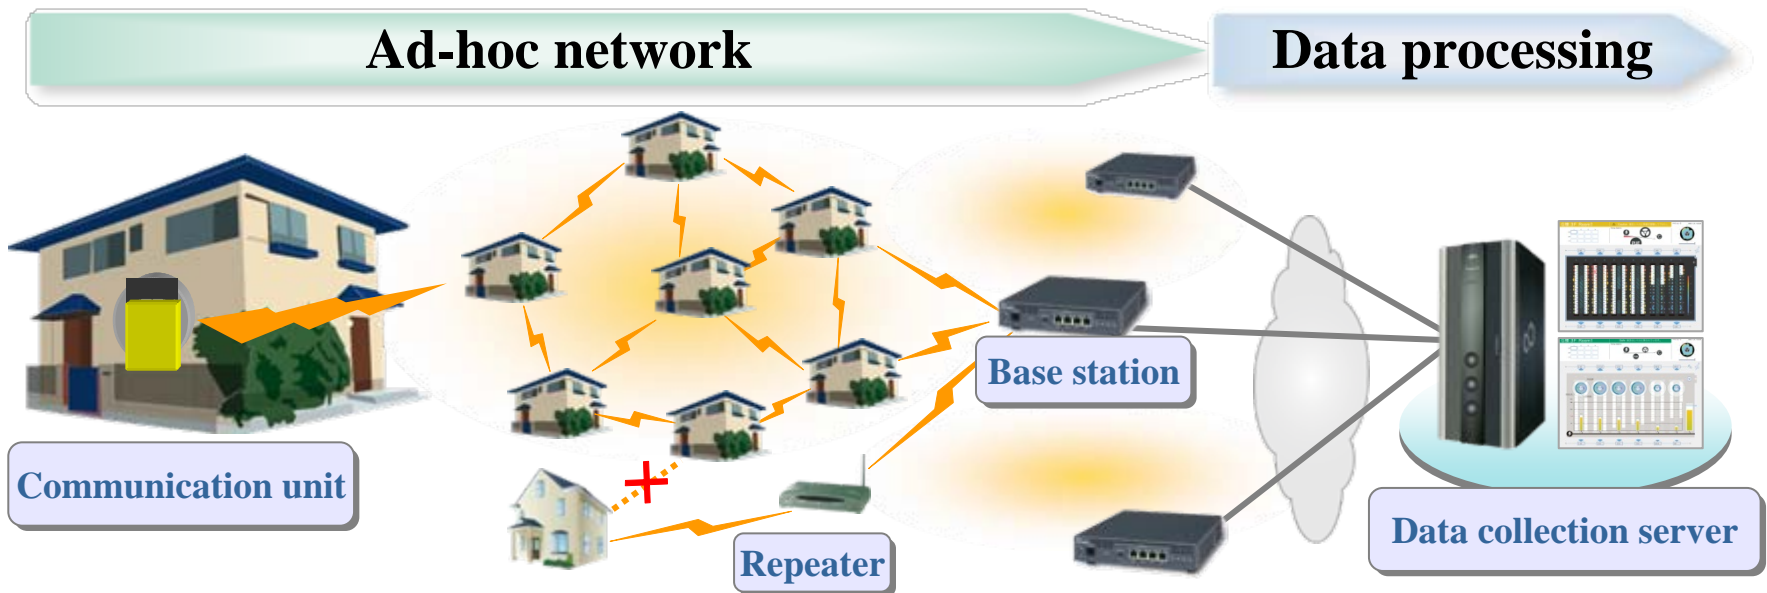 Ad-hoc network
Data processing
Base station
Communication unit
Repeater
Data collection server